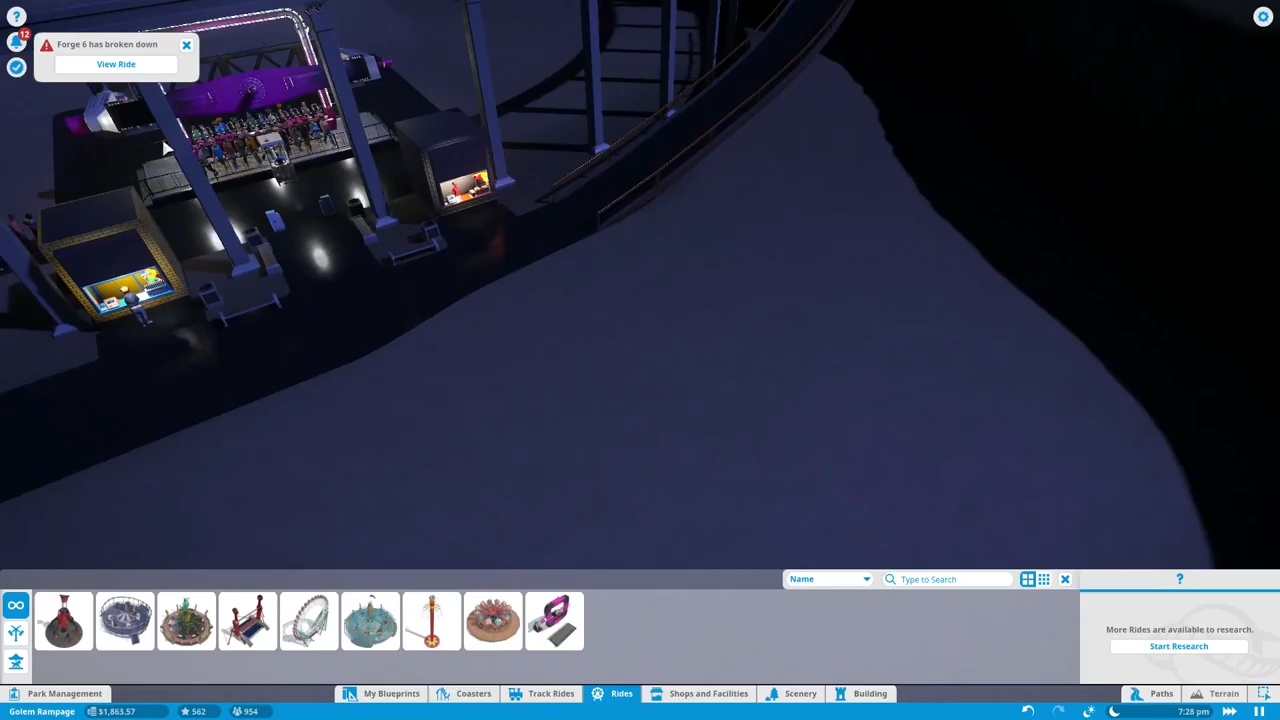 12
Forge 6 has broken down
View Ride
Name
Type to Search
More Rides are available to research.
Start Research
Park Management
My Blueprints
Coasters
Track Rides
Rides
Shops and Facilities
Scenery
Building
Paths
Terrain
Golem Rampage
$1,863.57
562
954
7:28 pm